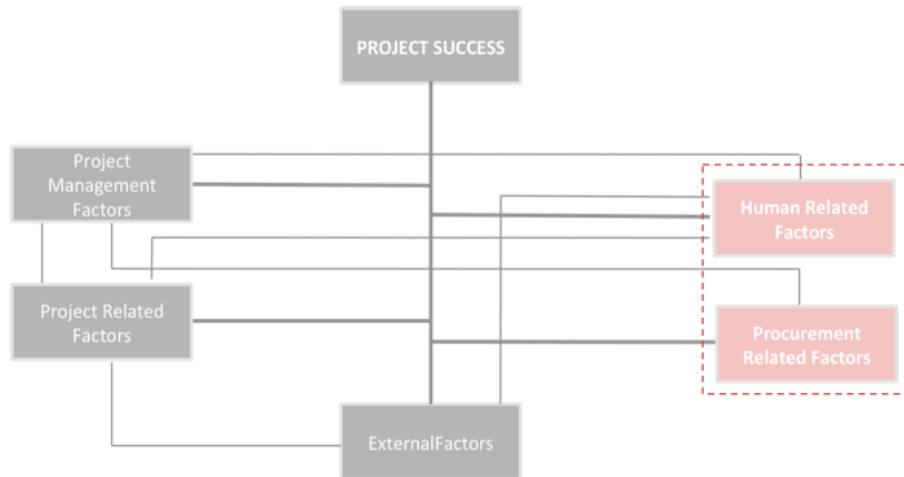 PROJECT SUCCESS
Project
Management
Factors
Human Related
Factors
Project Related
Factors
Procurement
Related Factors
ExternalFactors